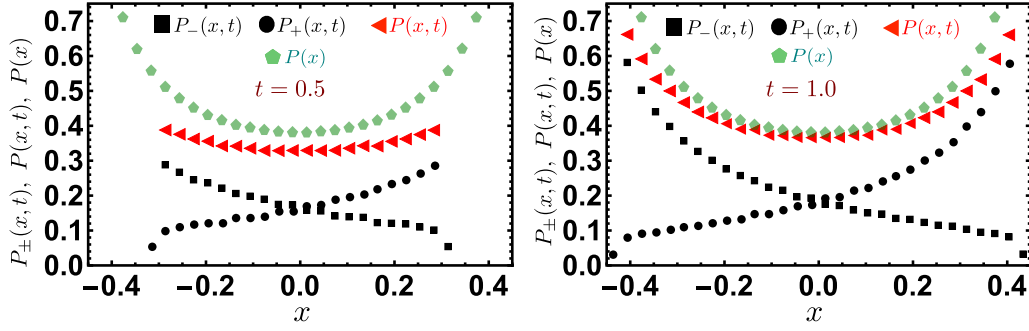 P±(x, t), P(x, t), P(x)
0.7
0.6
0.5
0.4
0.3
0.2
0.1
0.0
P−(x, t) P+(x, t) P(x, t)
P(x)
t = 0.5
−0.4 −0.2 0.0 0.2 0.4
x
P±(x, t), P(x, t), P(x)
0.7
0.6
0.5
0.4
0.3
0.2
0.1
0.0
P−(x, t) P+(x, t) P(x, t)
P(x)
t = 1.0
−0.4 −0.2 0.0 0.2 0.4
x